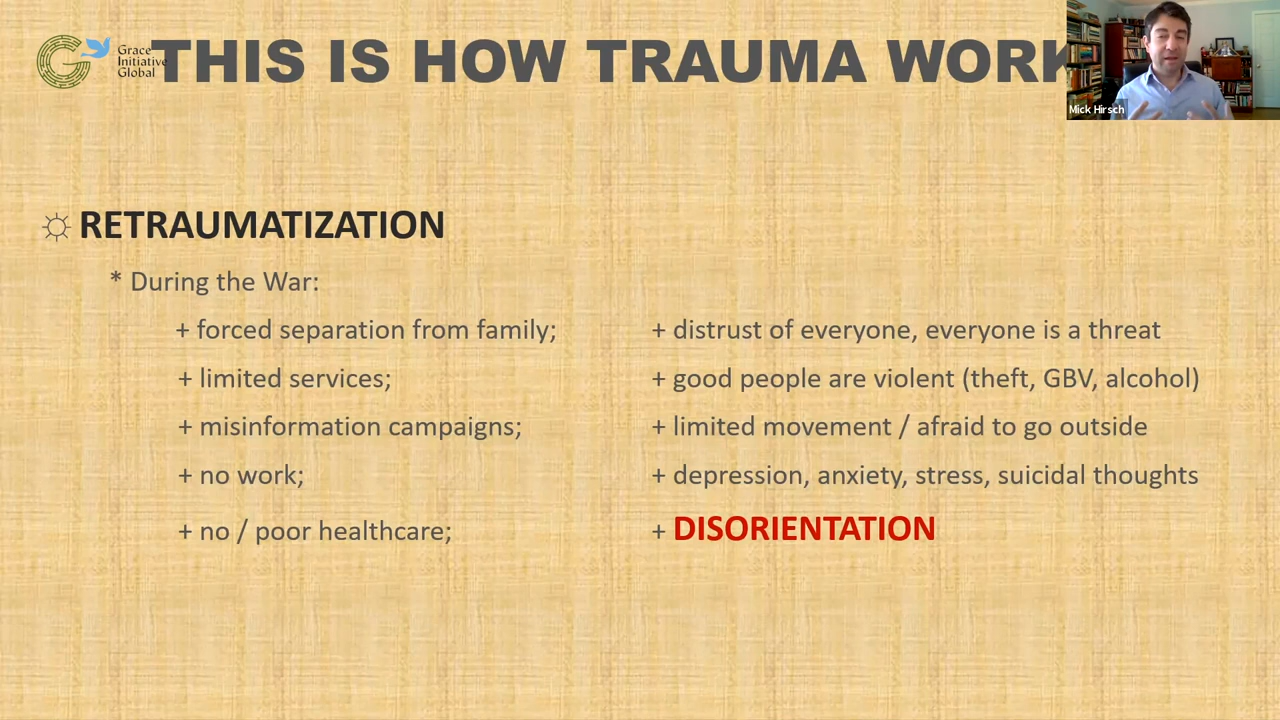 Grace
Initiative
Global
THIS IS HOW TRAUMA WORK
Mick Hirsch
RETRAUMATIZATION
* During the War:
+ forced separation from family;
+ distrust of everyone, everyone is a threat
+ limited services;
+ good people are violent (theft, GBV, alcohol)
+ misinformation campaigns;
+ limited movement / afraid to go outside
+ no work;
+ depression, anxiety, stress, suicidal thoughts
+ no / poor healthcare;
+ DISORIENTATION